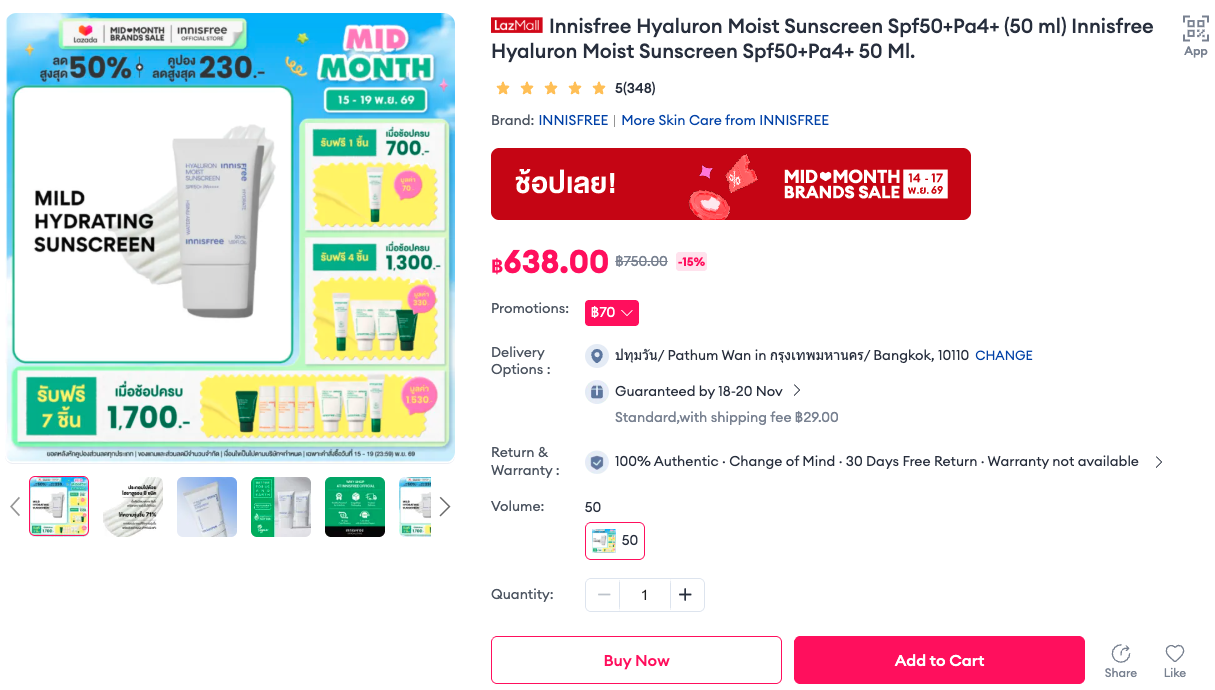 Lazada
MID MONTH
BRANDS SALE
innisfree
OFFICIAL STORE
ลดสูงสุด 50% + คูปองลดสูงสุด 230.-
MID
MONTH
15 - 19 พ.ย. 69
MILD
HYDRATING
SUNSCREEN
HYALURON
MOIST
SUNSCREEN
innisfree
innisfree
รับฟรี 1 ชิ้น
เมื่อช้อปครบ
700.-
มูลค่า
70.-
รับฟรี 4 ชิ้น
เมื่อช้อปครบ
1,300.-
มูลค่า
230.-
รับฟรี
7 ชิ้น
เมื่อช้อปครบ
1,700.-
มูลค่า
1530.-
LazMall Innisfree Hyaluron Moist Sunscreen Spf50+Pa4+ (50 ml) Innisfree
Hyaluron Moist Sunscreen Spf50+Pa4+ 50 Ml.
App
5(348)
Brand: INNISFREE | More Skin Care from INNISFREE
ช้อปเลย!
%
MID MONTH
BRANDS SALE
14 - 17
พ.ย. 69
฿638.00 ฿750.00 -15%
Promotions: ฿70
Delivery
Options :
ปทุมวัน/ Pathum Wan in กรุงเทพมหานคร/ Bangkok, 10110 CHANGE
Guaranteed by 18-20 Nov
Standard,with shipping fee ฿29.00
Return &
Warranty :
100% Authentic · Change of Mind · 30 Days Free Return · Warranty not available
Volume: 50
50
Quantity: 1
Buy Now
Add to Cart
Share
Like